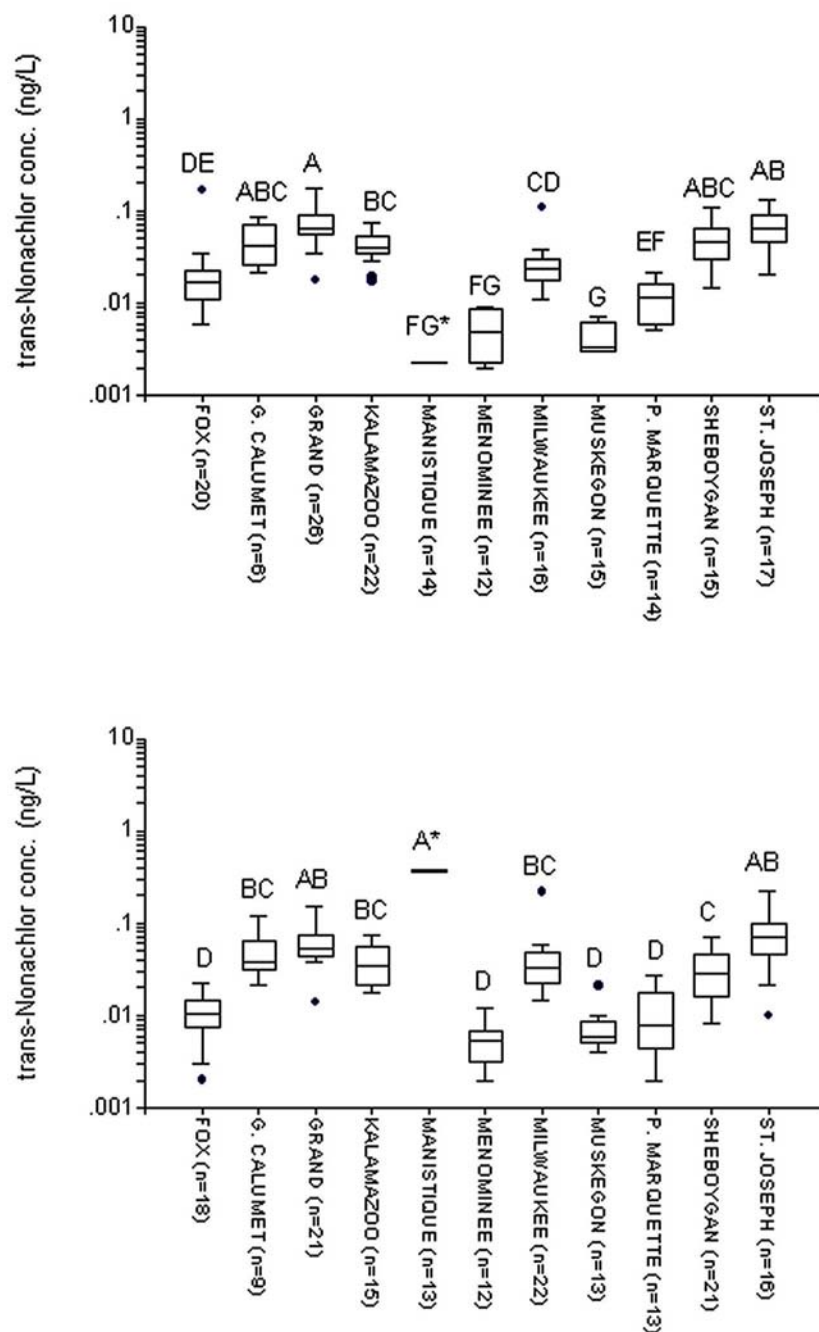 trans-Nonachlor conc. (ng/L)
10
1
.1
.01
.001
DE
ABC
A
BC
FG*
FG
CD
G
EF
ABC
AB
FOX (n=20)
G. CALUMET (n=6)
GRAND (n=26)
KALAMAZOO (n=22)
MANISTIQUE (n=14)
MENOMINEE (n=12)
MILWAUKEE (n=16)
MUSKEGON (n=15)
P. MARQUETTE (n=14)
SHEBOYGAN (n=15)
ST. JOSEPH (n=17)
trans-Nonachlor conc. (ng/L)
10
1
.1
.01
.001
D
BC
AB
BC
A*
D
BC
D
D
C
AB
FOX (n=18)
G. CALUMET (n=9)
GRAND (n=21)
KALAMAZOO (n=15)
MANISTIQUE (n=13)
MENOMINEE (n=12)
MILWAUKEE (n=22)
MUSKEGON (n=13)
P. MARQUETTE (n=13)
SHEBOYGAN (n=21)
ST. JOSEPH (n=16)